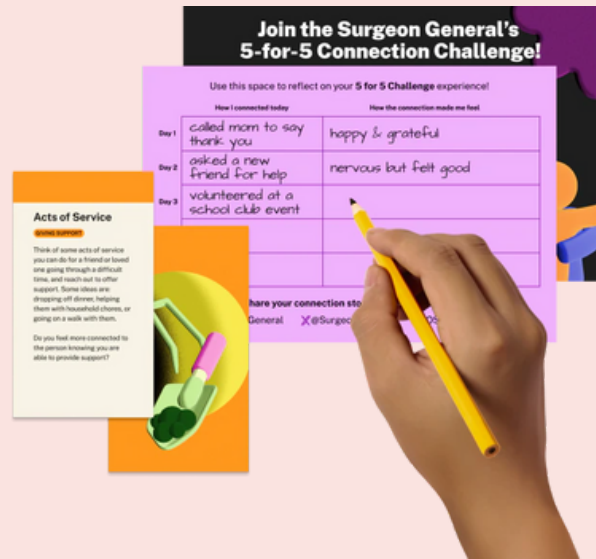 Join the Surgeon General's
5-for-5 Connection Challenge!
Use this space to reflect on your 5 for 5 Challenge experience!
How I connected today
How the connection made me feel
Day 1
called mom to say
thank you
happy & grateful
Day 2
asked a new
friend for help
nervous but felt good
Day 3
volunteered at a
school club event
hare your connection sto
General
@Surgeo
Acts of Service
GIVING SUPPORT
Think of some acts of service
you can do for a friend or loved
one going through a difficult
time, and reach out to offer
support. Some ideas are
dropping off dinner, helping
them with household chores, or
going on a walk with them.
Do you feel more connected to
the person knowing you are
able to provide support?